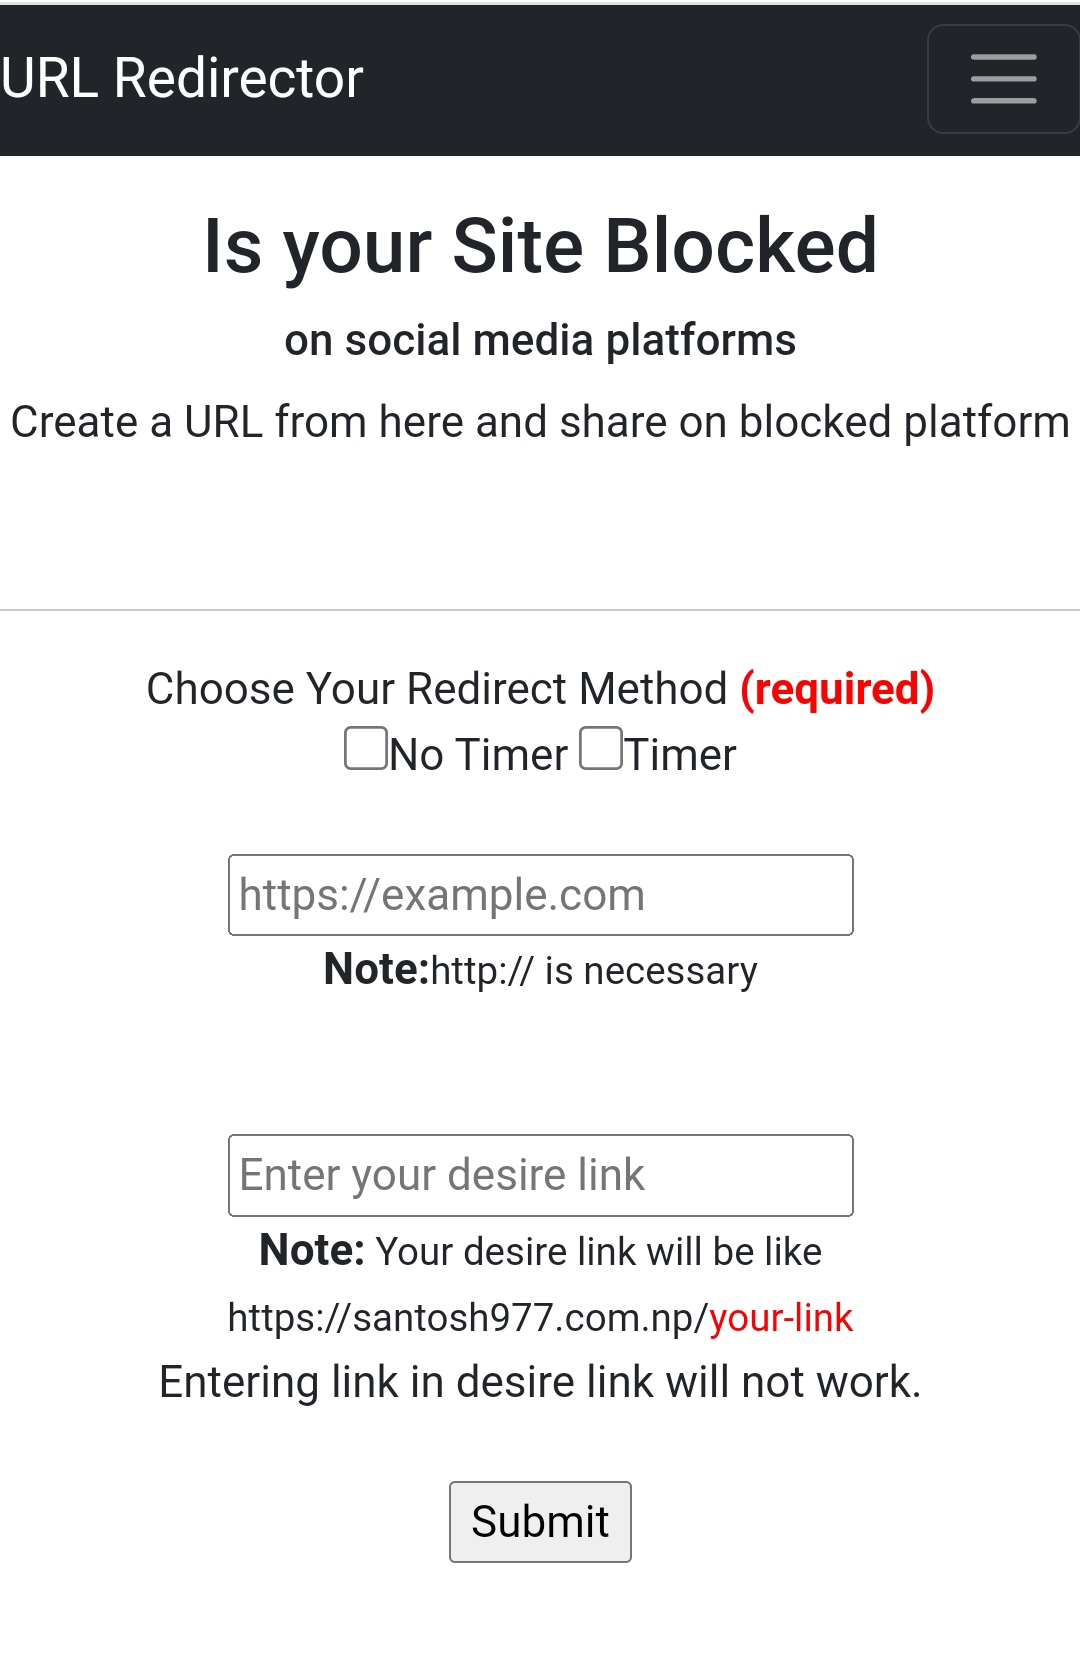 URL Redirector
Is your Site Blocked
on social media platforms
Create a URL from here and share on blocked platform
Choose Your Redirect Method (required)
No Timer Timer
https://example.com
Note:http:// is necessary
Enter your desire link
Note: Your desire link will be like
https://santosh977.com.np/your-link
Entering link in desire link will not work.
Submit